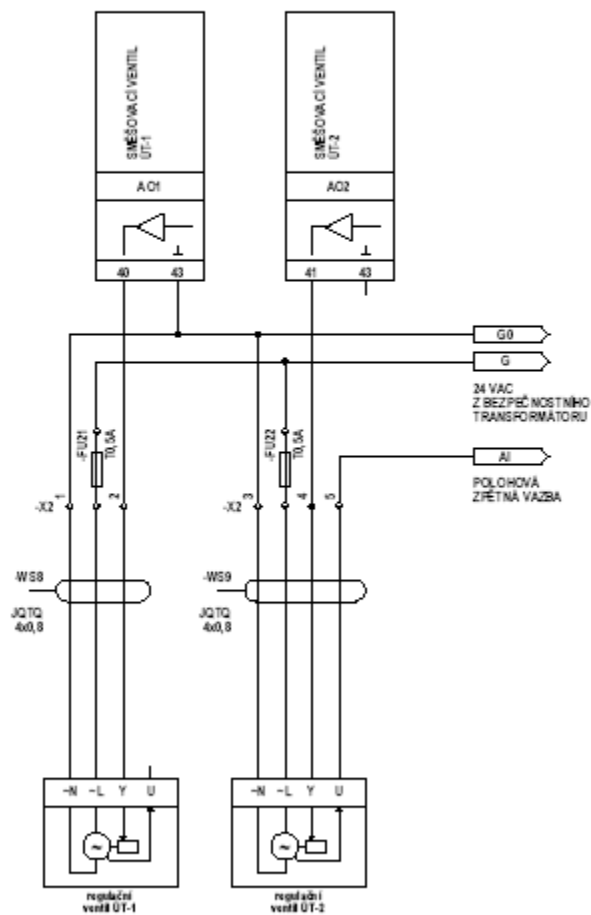 SMĚŠOVACÍ VENTIL
ÚT-1
SMĚŠOVACÍ VENTIL
ÚT-2
AO1
AO2
40 43
41 43
G0
G
24 VAC
Z BEZPEČNOSTNÍHO
TRANSFORMÁTORU
-FU21
T0,5A
-FU22
T0,5A
AI
POLOHOVÁ
ZPĚTNÁ VAZBA
-X2 1 2
-X2 3 4 5
-WS8
JQTQ
4x0,8
-WS9
JQTQ
4x0,8
~N ~L Y U
~N ~L Y U
~
~
regulační
ventil ÚT-1
regulační
ventil ÚT-2